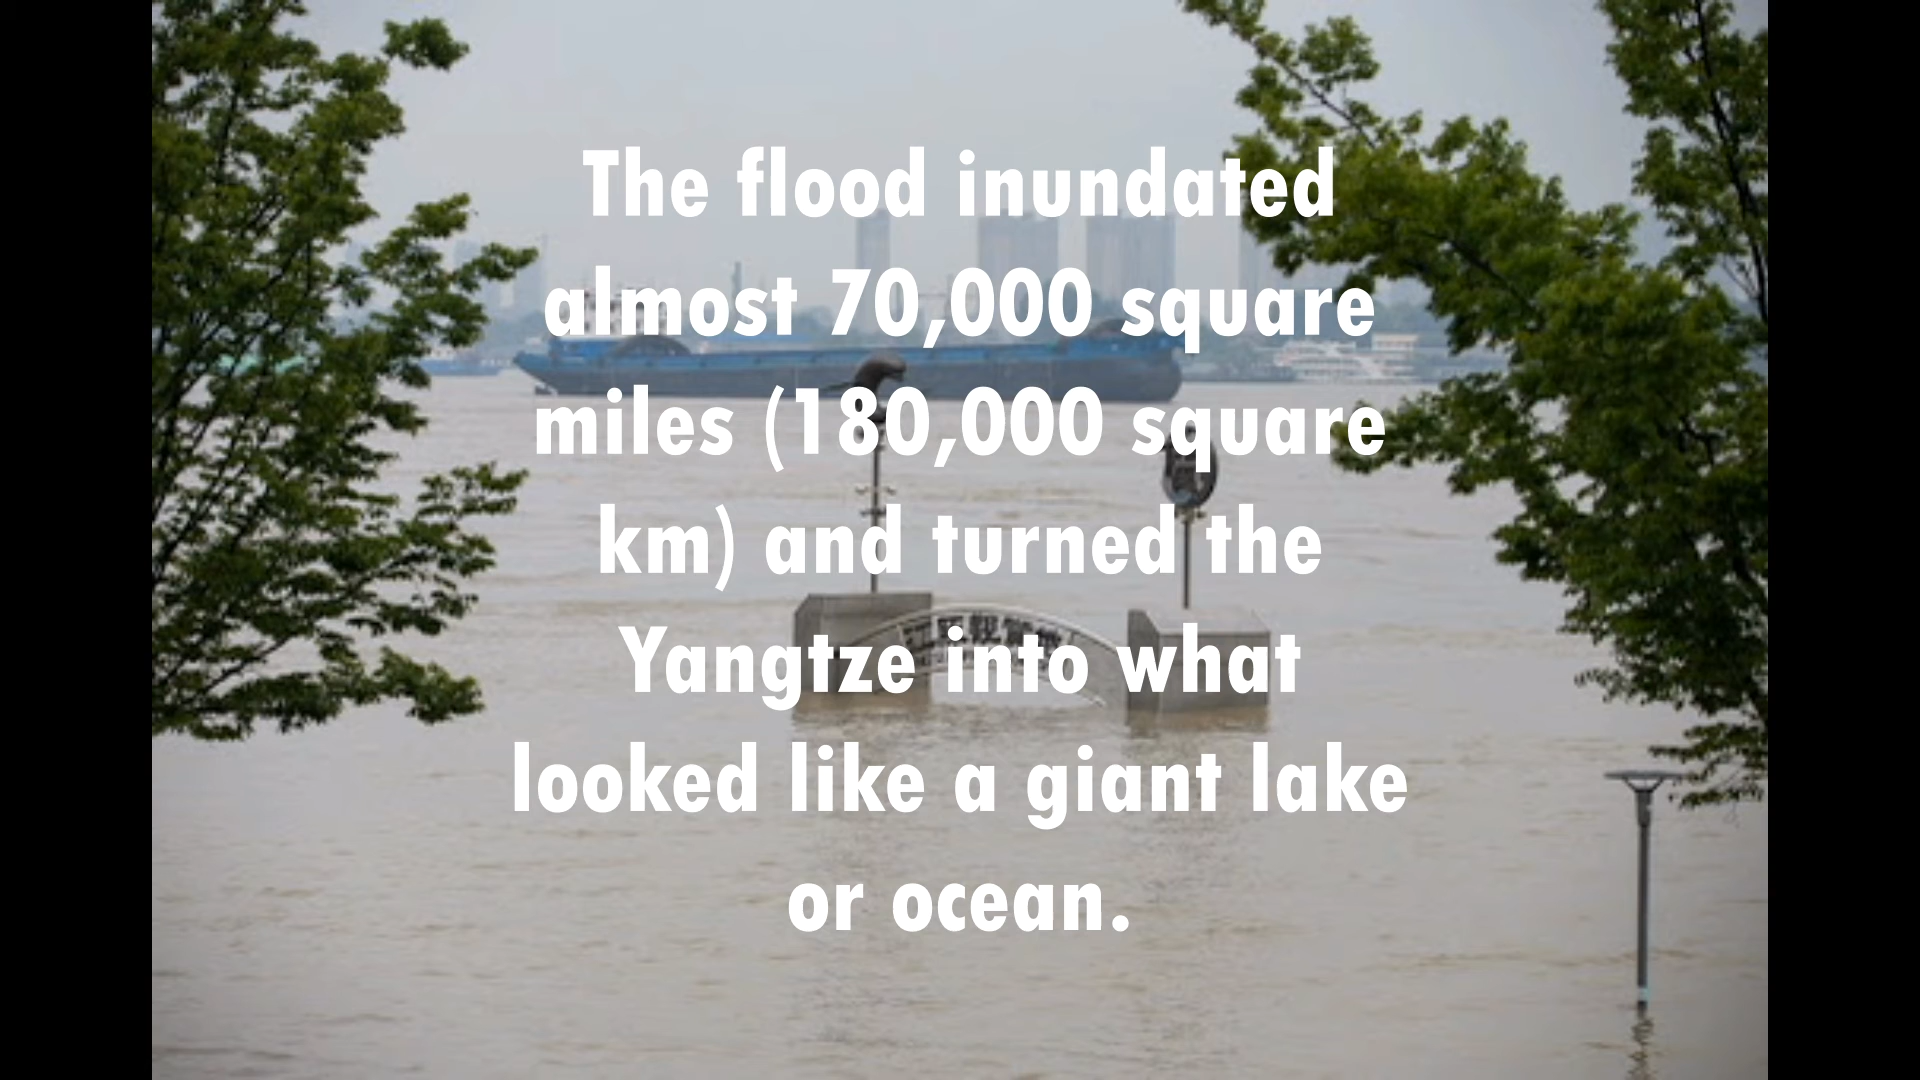 The flood inundated
almost 70,000 square
miles (180,000 square
km) and turned the
Yangtze into what
looked like a giant lake
or ocean.